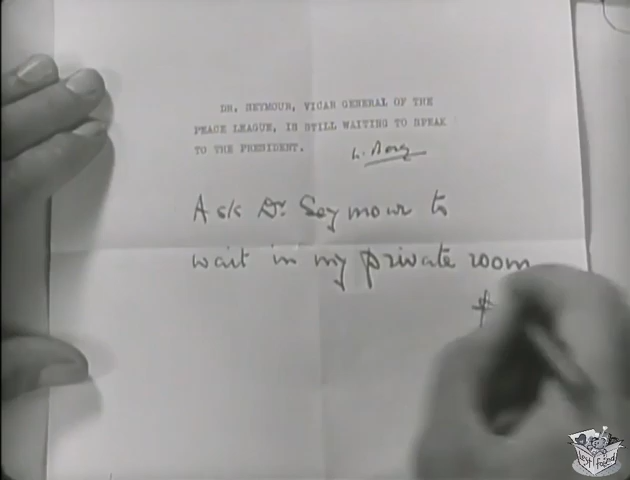 DR. SEYMOUR, VICAR GENERAL OF THE
PEACE LEAGUE, IS STILL WAITING TO SPEAK
TO THE PRESIDENT.
Ask Dr. Seymour to
wait in my private room